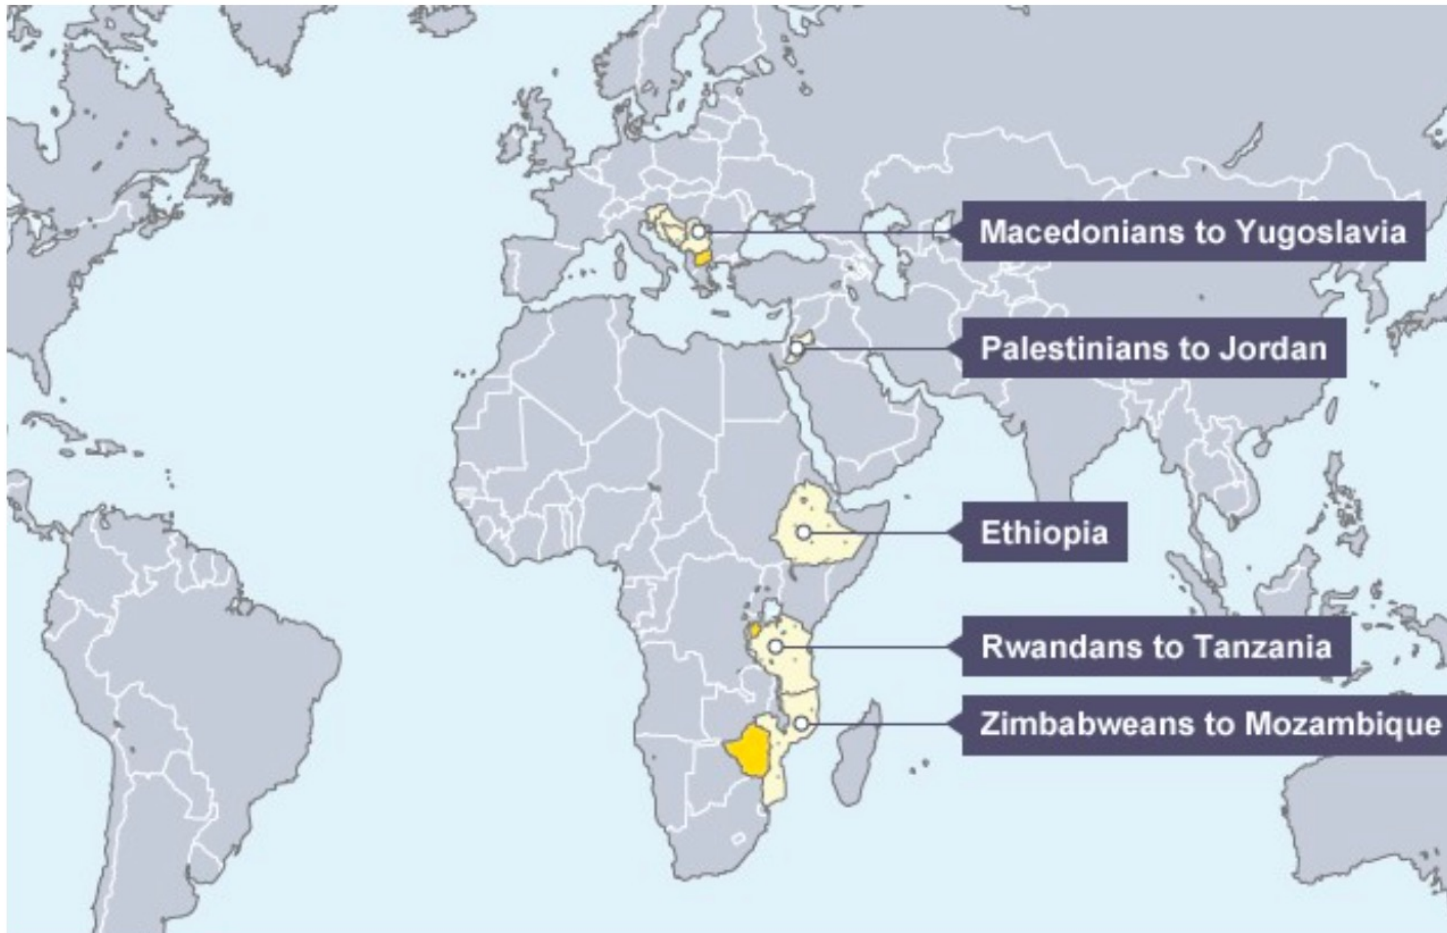 Macedonians to Yugoslavia
Palestinians to Jordan
Ethiopia
Rwandans to Tanzania
Zimbabweans to Mozambique